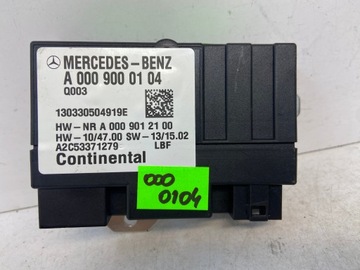 MERCEDES-BENZ
A 000 900 01 04
Q003
130330504919E
HW-NR A 000 901 21 00
HW-10/47.00 SW-13/15.02
A2C53371279 LBF
Continental
000
0104